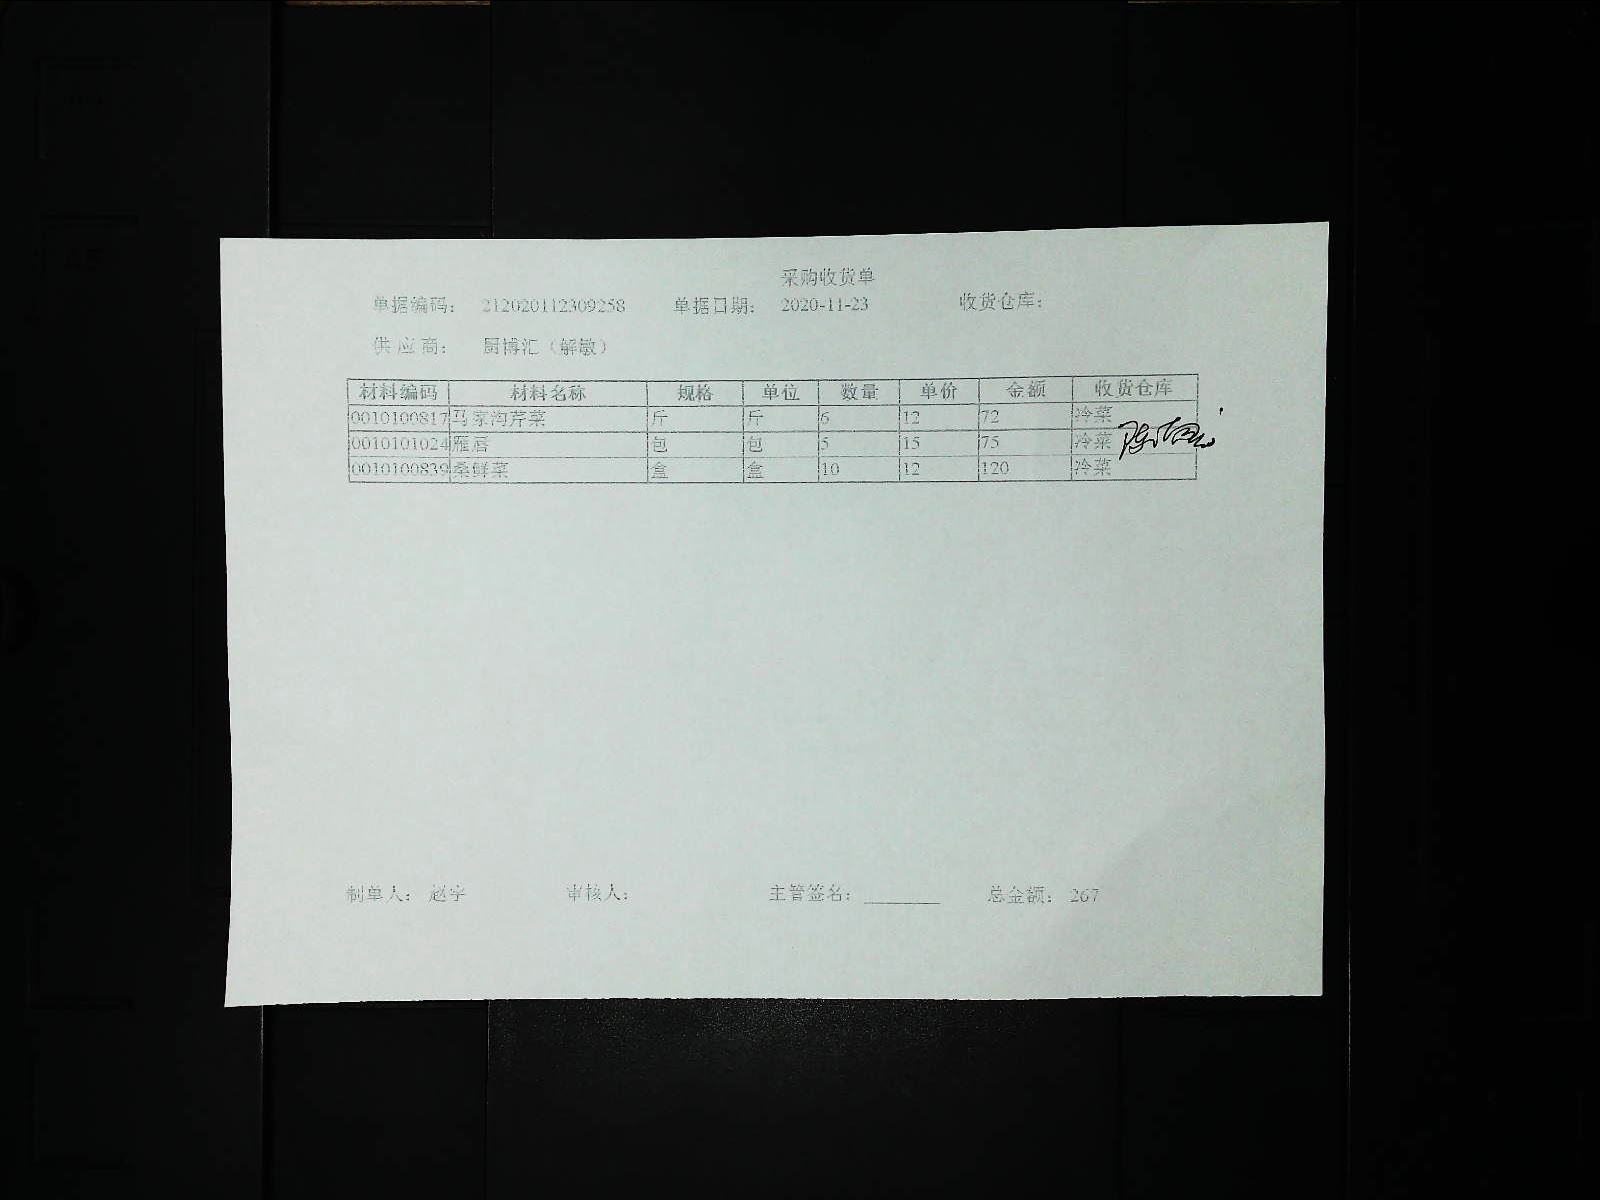 采购收货单
单据编码： 212020112309258 单据日期： 2020-11-23 收货仓库：
供应商： 厨博汇（解敏）
材料编码 材料名称 规格 单位 数量 单价 金额 收货仓库
0010100817 马家沟芹菜 斤 斤 6 12 72 冷菜
0010101024 雁唇 包 包 5 15 75 冷菜
0010100839 桑鲜菜 盒 盒 10 12 120 冷菜
制单人： 赵宇 审核人： 主管签名： 总金额： 267